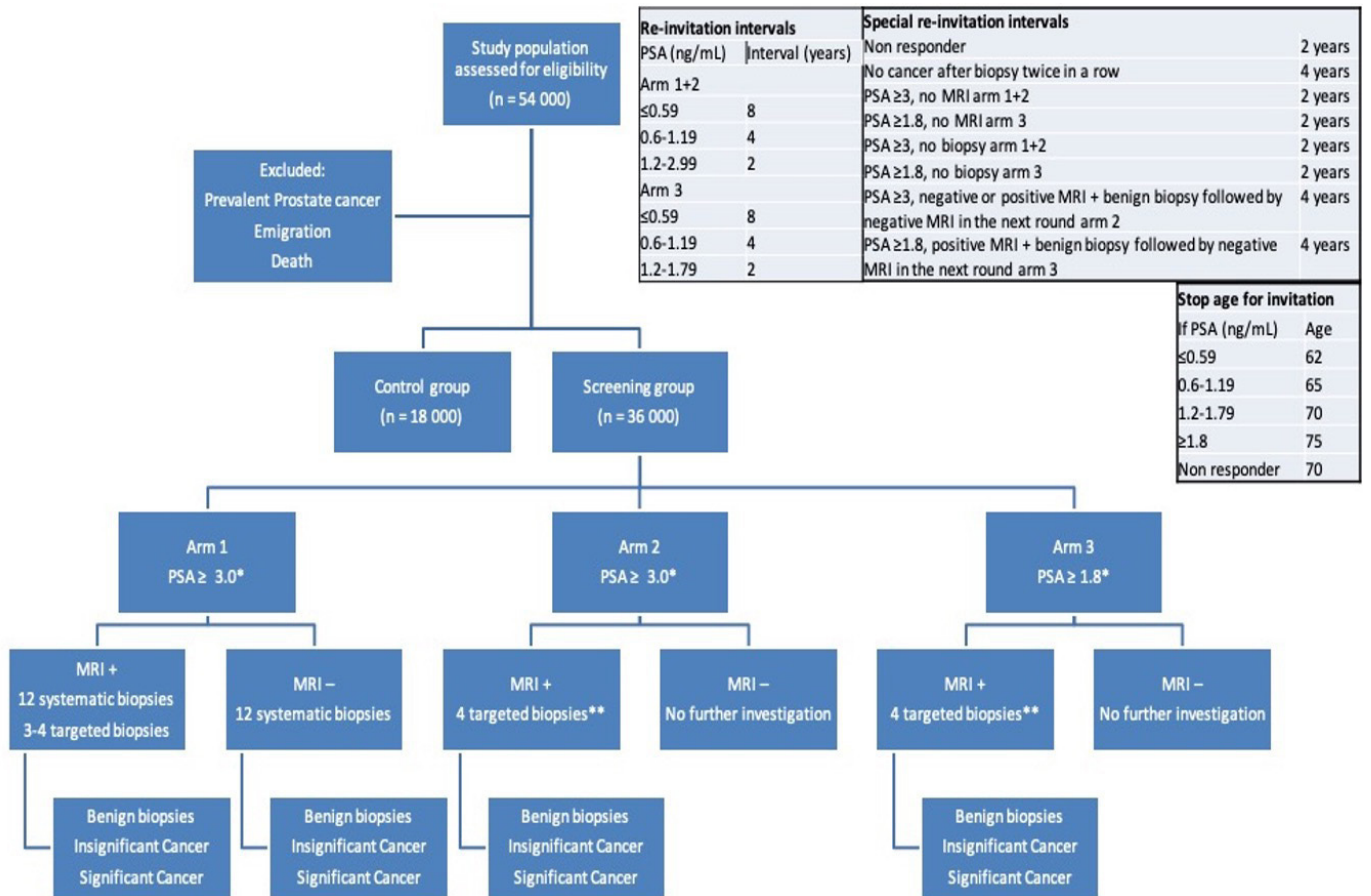 Study population
assessed for eligibility
(n = 54 000)
Excluded:
Prevalent Prostate cancer
Emigration
Death
Re-invitation intervals
PSA (ng/mL) Interval (years)
Arm 1+2
≤0.59 8
0.6-1.19 4
1.2-2.99 2
Arm 3
≤0.59 8
0.6-1.19 4
1.2-1.79 2
Special re-invitation intervals
Non responder 2 years
No cancer after biopsy twice in a row 4 years
PSA ≥3, no MRI arm 1+2 2 years
PSA ≥1.8, no MRI arm 3 2 years
PSA ≥3, no biopsy arm 1+2 2 years
PSA ≥1.8, no biopsy arm 3 2 years
PSA ≥3, negative or positive MRI + benign biopsy followed by 4 years
negative MRI in the next round arm 2
PSA ≥1.8, positive MRI + benign biopsy followed by negative 4 years
MRI in the next round arm 3
Stop age for invitation
If PSA (ng/mL) Age
≤0.59 62
0.6-1.19 65
1.2-1.79 70
≥1.8 75
Non responder 70
Control group
(n = 18 000)
Screening group
(n = 36 000)
Arm 1
PSA ≥ 3.0*
Arm 2
PSA ≥ 3.0*
Arm 3
PSA ≥ 1.8*
MRI +
12 systematic biopsies
3-4 targeted biopsies
MRI –
12 systematic biopsies
MRI +
4 targeted biopsies**
MRI –
No further investigation
MRI +
4 targeted biopsies**
MRI –
No further investigation
Benign biopsies
Insignificant Cancer
Significant Cancer
Benign biopsies
Insignificant Cancer
Significant Cancer
Benign biopsies
Insignificant Cancer
Significant Cancer
Benign biopsies
Insignificant Cancer
Significant Cancer